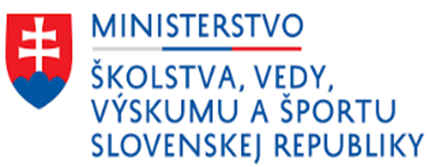 MINISTERSTVO
ŠKOLSTVA, VEDY,
VÝSKUMU A ŠPORTU
SLOVENSKEJ REPUBLIKY